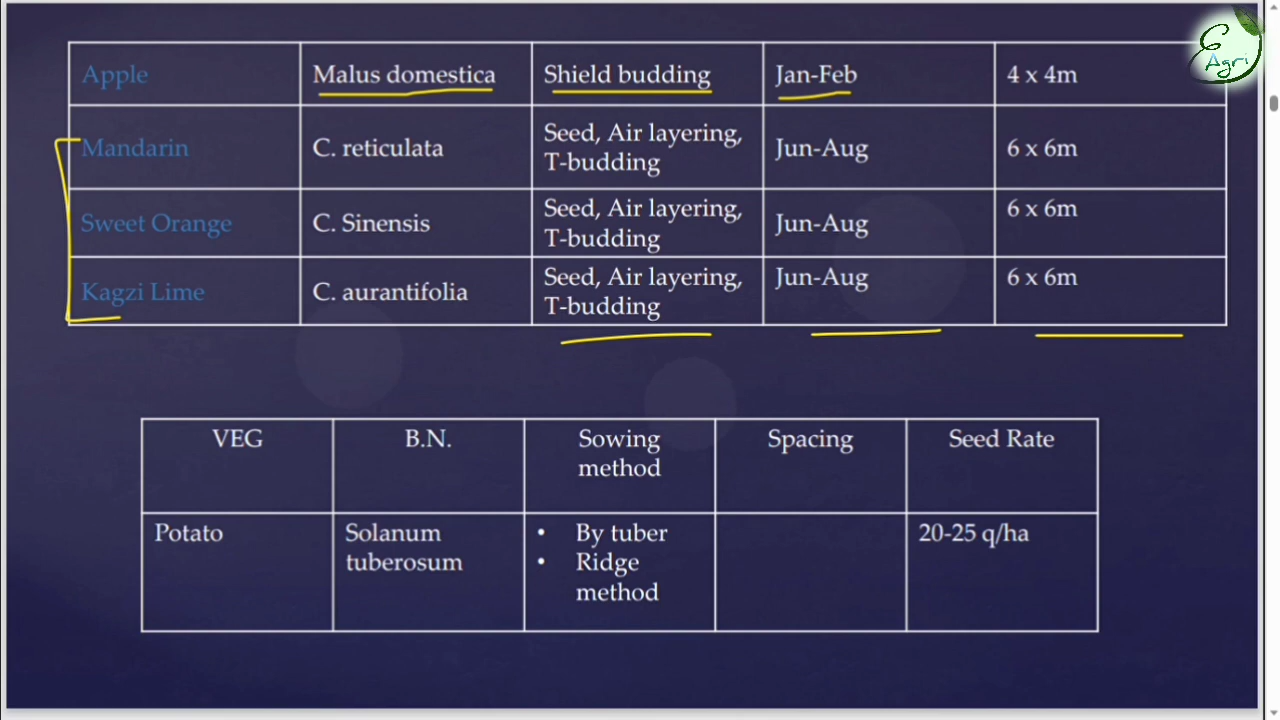 E Agri
Apple Malus domestica Shield budding Jan-Feb 4 x 4m
Mandarin C. reticulata Seed, Air layering, Jun-Aug 6 x 6m
T-budding
Sweet Orange C. Sinensis Seed, Air layering, Jun-Aug 6 x 6m
T-budding
Kagzi Lime C. aurantifolia Seed, Air layering, Jun-Aug 6 x 6m
T-budding
VEG B.N. Sowing Spacing Seed Rate
method
Potato Solanum • By tuber 20-25 q/ha
tuberosum • Ridge
method